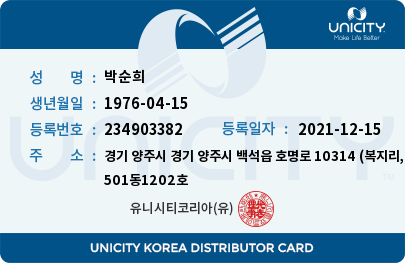 UNICITY
Make Life Better
성 명 : 박순희
생년월일 : 1976-04-15
등록번호 : 234903382 등록일자 : 2021-12-15
주 소 : 경기 양주시 경기 양주시 백석읍 호명로 10314 (복지리,
501동1202호
유니시티코리아(유)
UNICITY
UNICITY KOREA DISTRIBUTOR CARD